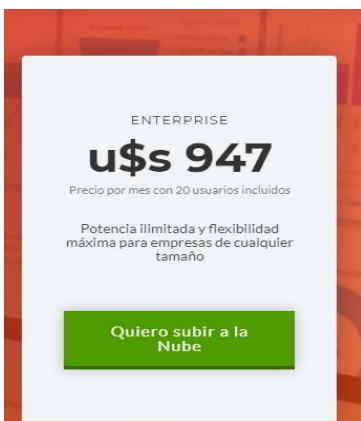 ENTERPRISE
u$s 947
Precio por mes con 20 usuarios incluidos
Potencia ilimitada y flexibilidad
máxima para empresas de cualquier
tamaño
Quiero subir a la
Nube